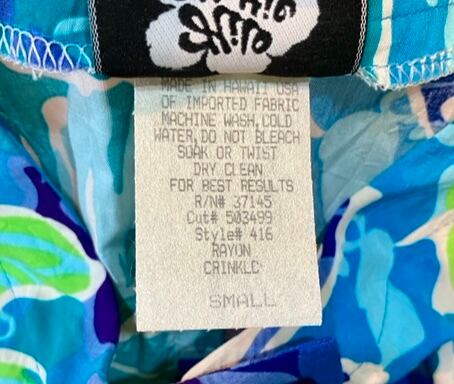 MADE IN HAWAII USA
OF IMPORTED FABRIC
MACHINE WASH, COLD
WATER, DO NOT BLEACH
SOAK OR TWIST
DRY CLEAN
FOR BEST RESULTS
R/N# 37145
Cut# 503499
Style# 416
RAYON
CRINKLC
SMALL